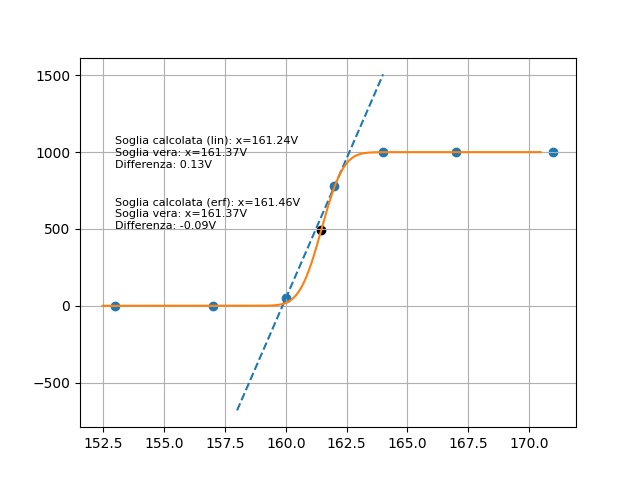 1500
1000
500
0
−500
Soglia calcolata (lin): x=161.24V
Soglia vera: x=161.37V
Differenza: 0.13V
Soglia calcolata (erf): x=161.46V
Soglia vera: x=161.37V
Differenza: -0.09V
152.5 155.0 157.5 160.0 162.5 165.0 167.5 170.0